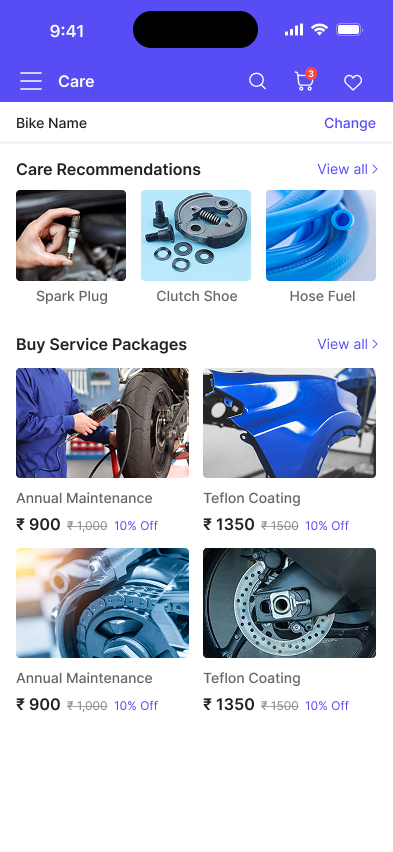 9:41
Care
3
Bike Name
Change
Care Recommendations
View all
Spark Plug
Clutch Shoe
Hose Fuel
Buy Service Packages
View all
Annual Maintenance
Teflon Coating
₹ 900 ₹ 1,000 10% Off
₹ 1350 ₹ 1500 10% Off
Annual Maintenance
Teflon Coating
₹ 900 ₹ 1,000 10% Off
₹ 1350 ₹ 1500 10% Off